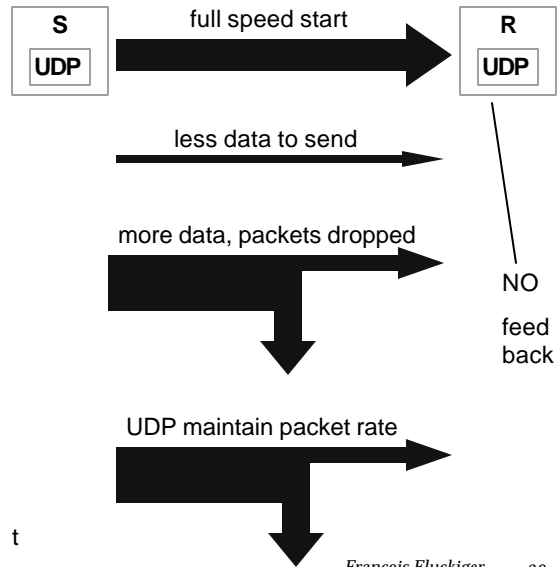 S
full speed start
R
UDP
UDP
less data to send
more data, packets dropped
NO
feed
back
UDP maintain packet rate
t